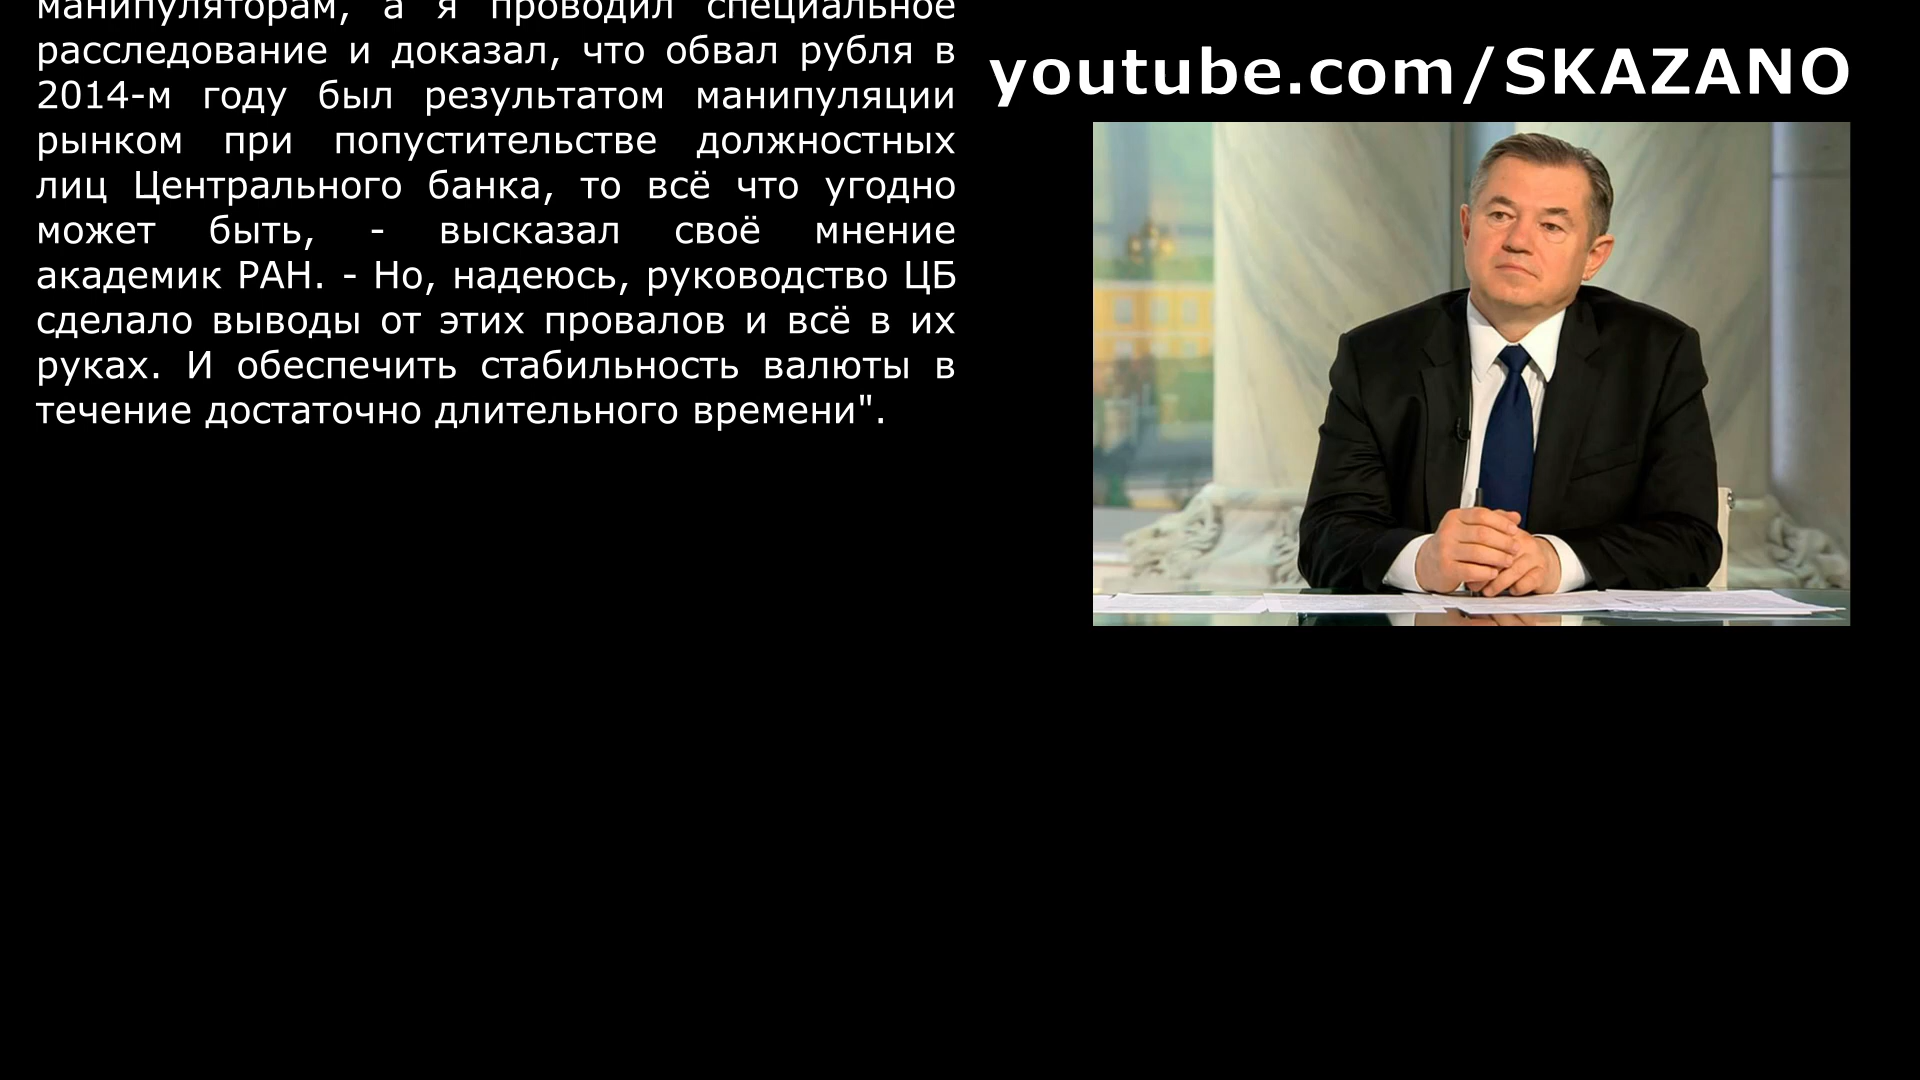 манипуляторам, а я проводил специальное
расследование и доказал, что обвал рубля в
2014-м году был результатом манипуляции
рынком при попустительстве должностных
лиц Центрального банка, то всё что угодно
может быть, - высказал своё мнение
академик РАН. - Но, надеюсь, руководство ЦБ
сделало выводы от этих провалов и всё в их
руках. И обеспечить стабильность валюты в
течение достаточно длительного времени".
youtube.com/SKAZANO